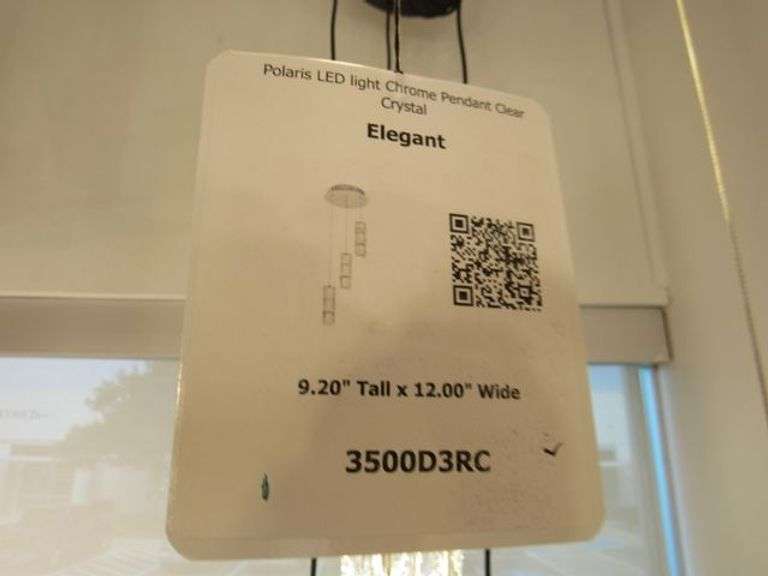 Polaris LED light Chrome Pendant Clear
Crystal
Elegant
9.20" Tall x 12.00" Wide
3500D3RC